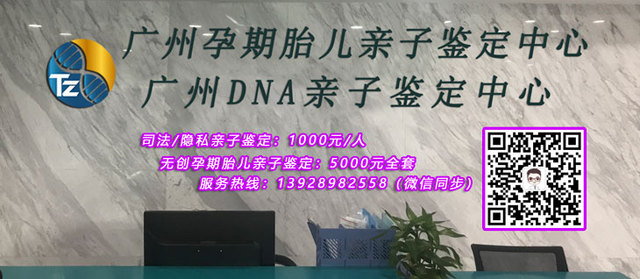 广州孕期胎儿亲子鉴定中心
TZ
广州DNA亲子鉴定中心
司法/隐私亲子鉴定：1000元/人
无创孕期胎儿亲子鉴定：5000元全套
服务热线：13928982558（微信同步）